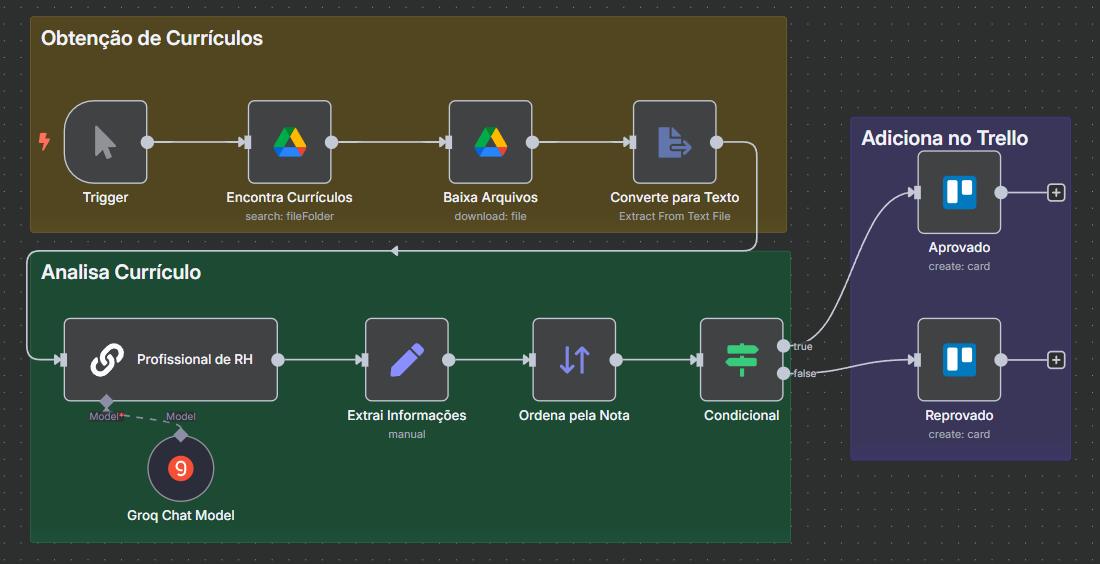 Obtenção de Currículos
Trigger
Encontra Currículos
search: fileFolder
Baixa Arquivos
download: file
Converte para Texto
Extract From Text File
Adiciona no Trello
Aprovado
create: card
Analisa Currículo
Profissional de RH
Model*
Model
Groq Chat Model
Extrai Informações
manual
Ordena pela Nota
Condicional
true
false
Reprovado
create: card